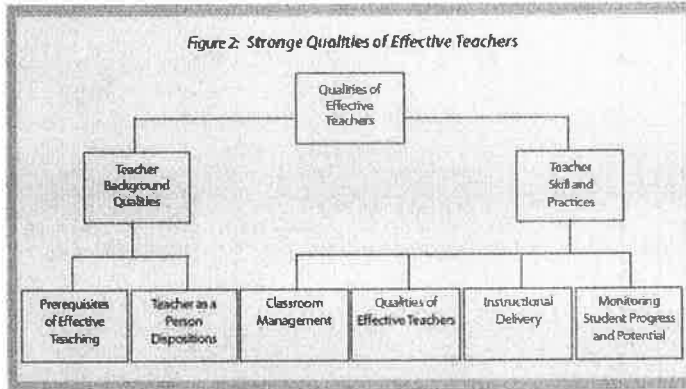 Figure 2: Stronge Qualities of Effective Teachers
Qualities of
Effective
Teachers
Teacher
Background
Qualities
Teacher
Skill and
Practices
Prerequisites
of Effective
Teaching
Teacher as a
Person
Dispositions
Classroom
Management
Qualities of
Effective Teachers
Instructional
Delivery
Monitoring
Student Progress
and Potential